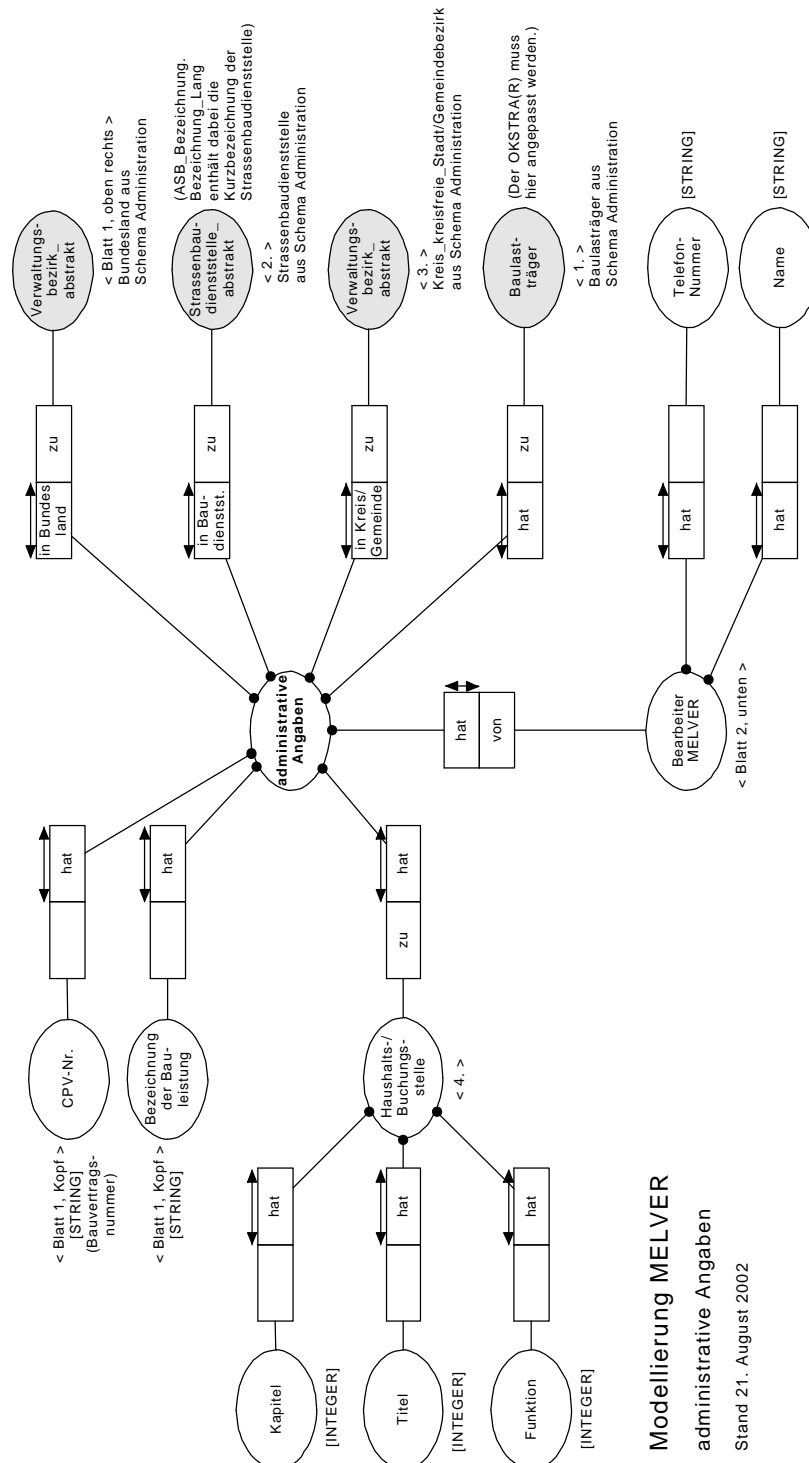 Verwaltungs-
bezirk_
abstrakt
< Blatt 1, oben rechts >
Bundesland aus
Schema Administration
zu
in Bundes
land
Strassenbau-
dienststelle_
abstrakt
(ASB_Bezeichnung.
Bezeichnung_Lang
enthält dabei die
Kurzbezeichnung der
Strassenbaudienststelle)
< 2. >
Strassenbaudienststelle
aus Schema Administration
zu
in Bau-
dienstst.
Verwaltungs-
bezirk_
abstrakt
< 3. >
Kreis_kreisfreie_Stadt/Gemeindebezirk
aus Schema Administration
zu
in Kreis/
Gemeinde
Baulast-
träger
(Der OKSTRA(R) muss
hier angepasst werden.)
< 1. >
Baulasträger aus
Schema Administration
zu
hat
Telefon-
Nummer
[STRING]
hat
Name
[STRING]
hat
administrative
Angaben
hat
von
Bearbeiter
MELVER
< Blatt 2, unten >
hat
CPV-Nr.
< Blatt 1, Kopf >
[STRING]
(Bauvertrags-
nummer)
hat
Bezeichnung
der Bau-
leistung
< Blatt 1, Kopf >
[STRING]
hat
zu
Haushalts-/
Buchungs-
stelle
< 4. >
hat
Kapitel
[INTEGER]
hat
Titel
[INTEGER]
hat
Funktion
[INTEGER]
Modellierung MELVER
administrative Angaben
Stand 21. August 2002